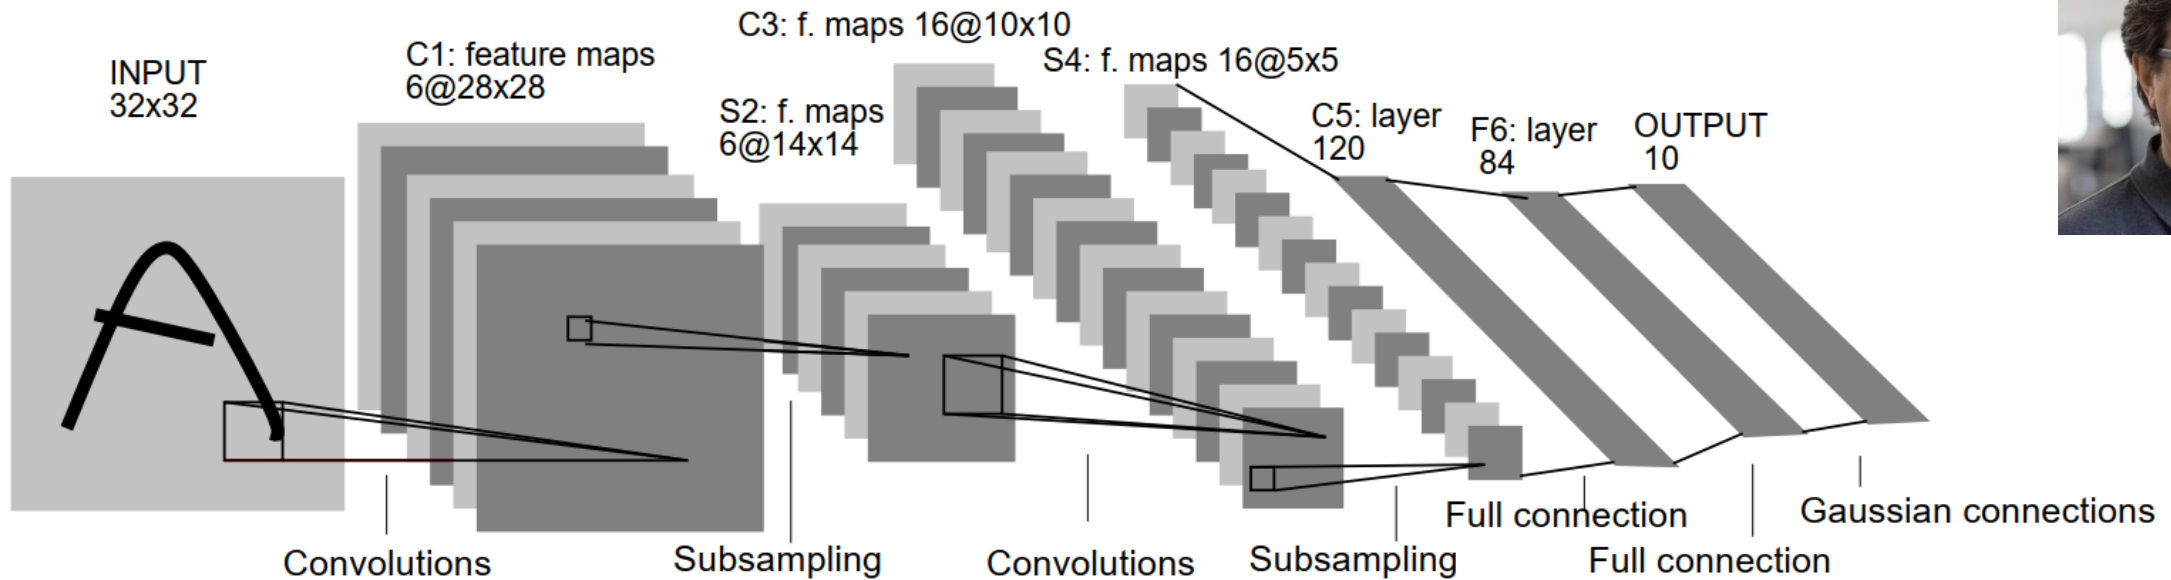 INPUT
32x32
C1: feature maps
6@28x28
S2: f. maps
6@14x14
C3: f. maps 16@10x10
S4: f. maps 16@5x5
C5: layer
120
F6: layer
84
OUTPUT
10
Convolutions
Subsampling
Convolutions
Subsampling
Full connection
Full connection
Gaussian connections